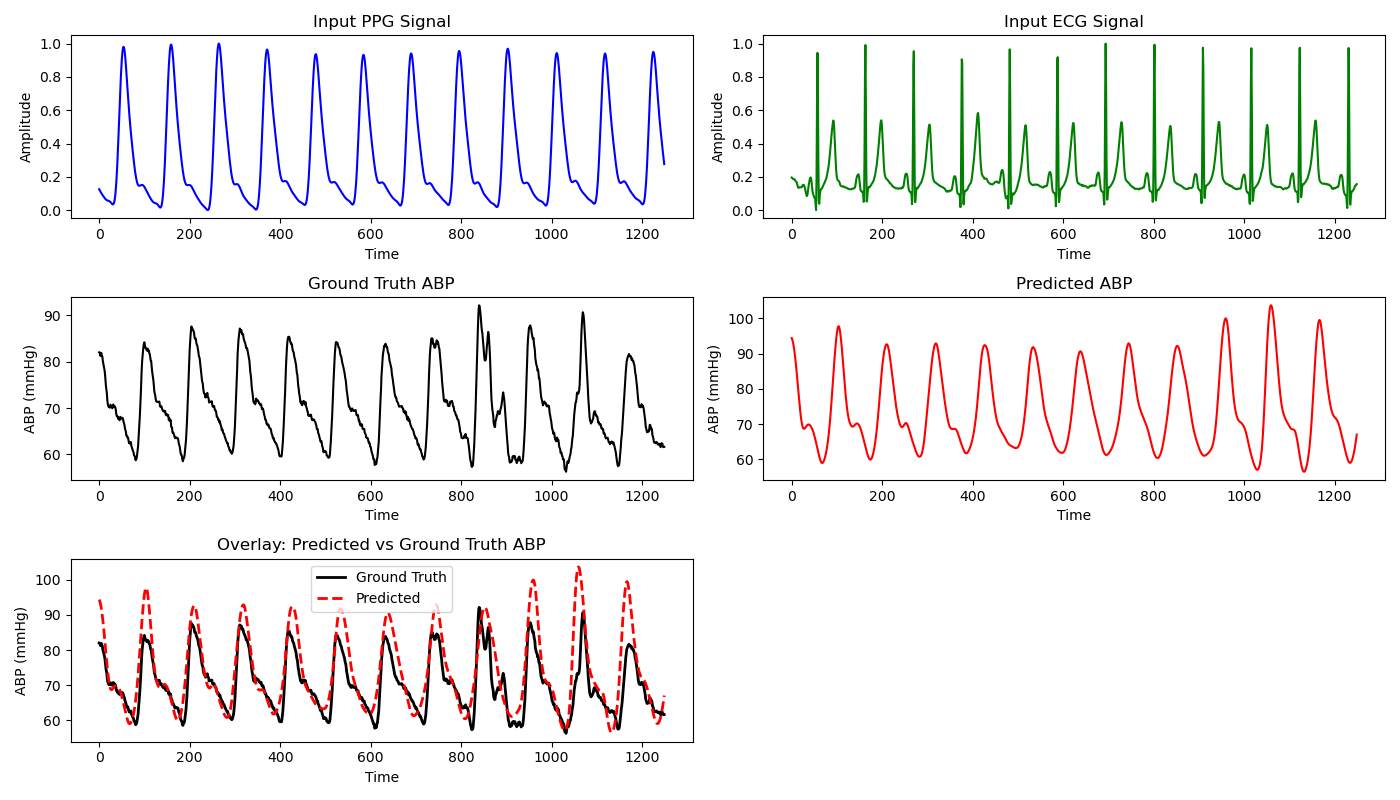 Input PPG Signal
Amplitude
1.0
0.8
0.6
0.4
0.2
0.0
0 200 400 600 800 1000 1200
Time
Input ECG Signal
Amplitude
1.0
0.8
0.6
0.4
0.2
0.0
0 200 400 600 800 1000 1200
Time
Ground Truth ABP
ABP (mmHg)
90
80
70
60
0 200 400 600 800 1000 1200
Time
Predicted ABP
ABP (mmHg)
100
90
80
70
60
0 200 400 600 800 1000 1200
Time
Overlay: Predicted vs Ground Truth ABP
ABP (mmHg)
100
90
80
70
60
Ground Truth
Predicted
0 200 400 600 800 1000 1200
Time